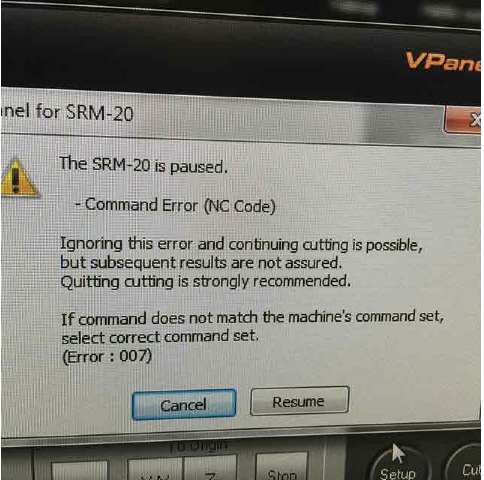 VPane
nel for SRM-20
The SRM-20 is paused.
- Command Error (NC Code)
Ignoring this error and continuing cutting is possible,
but subsequent results are not assured.
Quitting cutting is strongly recommended.
If command does not match the machine's command set,
select correct command set.
(Error : 007)
Cancel
Resume
To Origin
Z
Stop
Setup
Cut